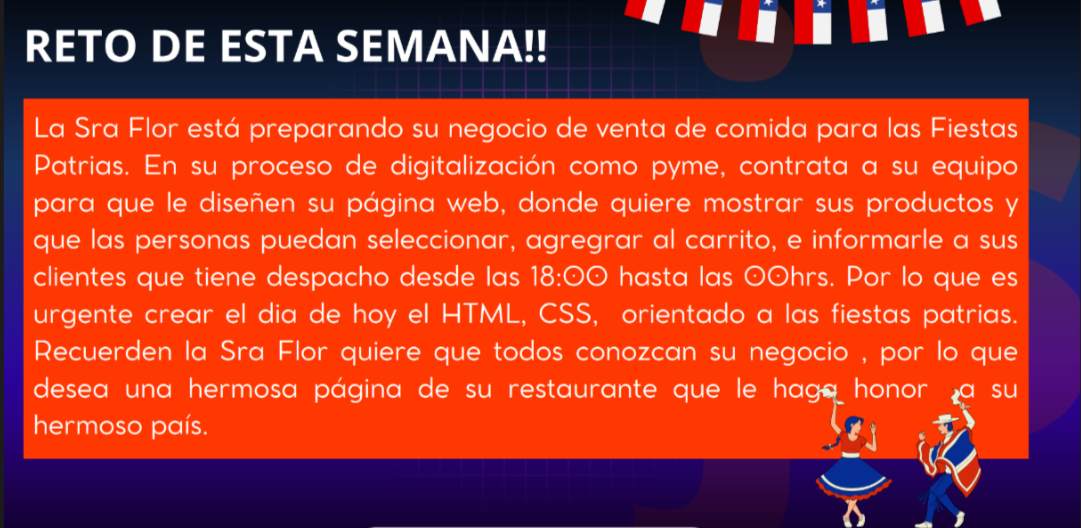 RETO DE ESTA SEMANA!!
La Sra Flor está preparando su negocio de venta de comida para las Fiestas
Patrias. En su proceso de digitalización como pyme, contrata a su equipo
para que le diseñen su página web, donde quiere mostrar sus productos y
que las personas puedan seleccionar, agregrar al carrito, e informarle a sus
clientes que tiene despacho desde las 18:00 hasta las 00hrs. Por lo que es
urgente crear el dia de hoy el HTML, CSS,  orientado a las fiestas patrias.
Recuerden la Sra Flor quiere que todos conozcan su negocio , por lo que
desea una hermosa página de su restaurante que le haga honor  a su
hermoso país.